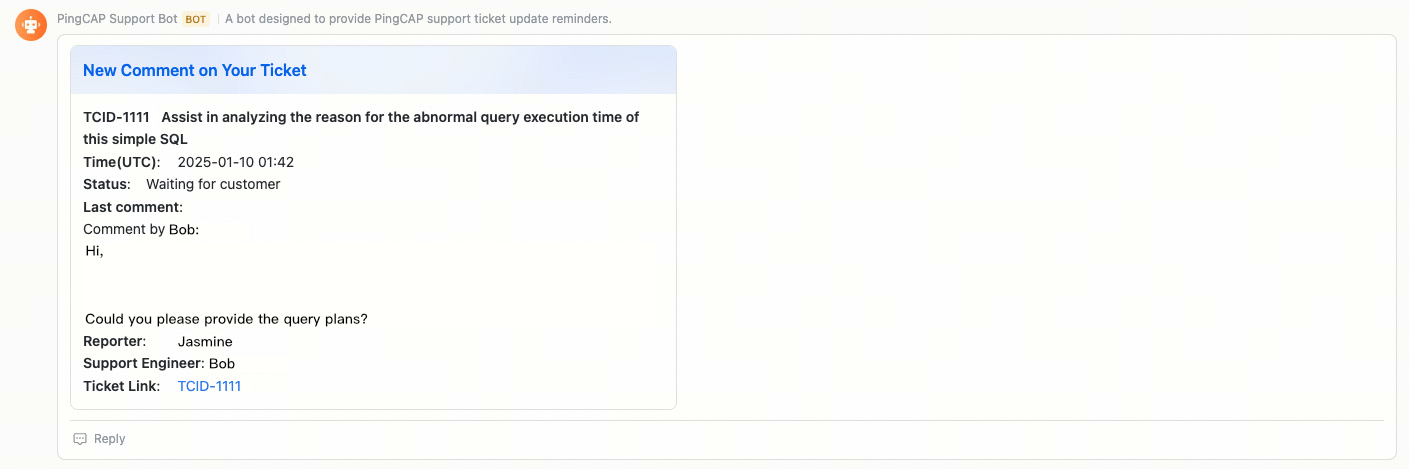 PingCAP Support Bot BOT | A bot designed to provide PingCAP support ticket update reminders.
New Comment on Your Ticket
TCID-1111 Assist in analyzing the reason for the abnormal query execution time of
this simple SQL
Time(UTC): 2025-01-10 01:42
Status: Waiting for customer
Last comment:
Comment by Bob:
Hi,
Could you please provide the query plans?
Reporter: Jasmine
Support Engineer: Bob
Ticket Link: TCID-1111
Reply